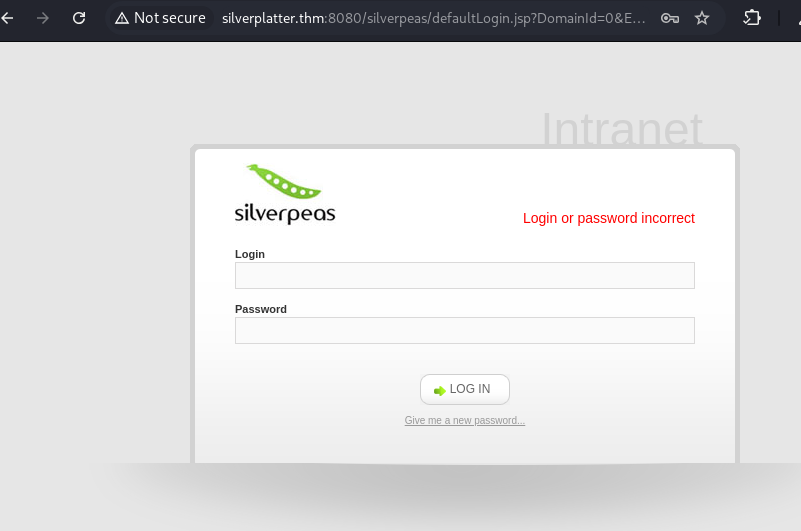 Not secure silverplatter.thm:8080/silverpeas/defaultLogin.jsp?DomainId=0&E...
Intranet
silverpeas
Login or password incorrect
Login
Password
LOG IN
Give me a new password...